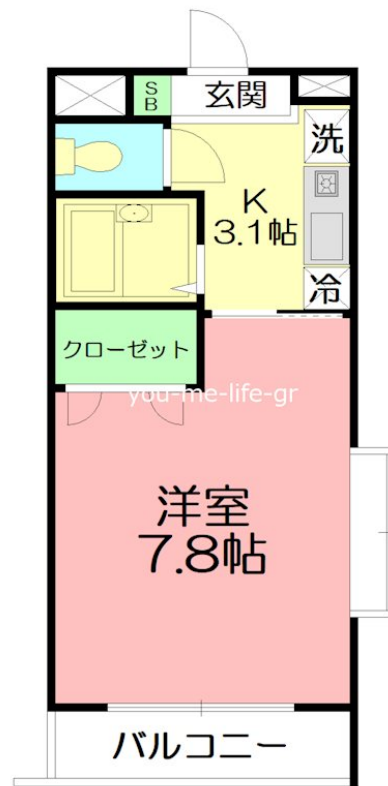 SB
玄関
洗
K
3.1帖
冷
クローゼット
you-me-life-gr
洋室
7.8帖
バルコニー